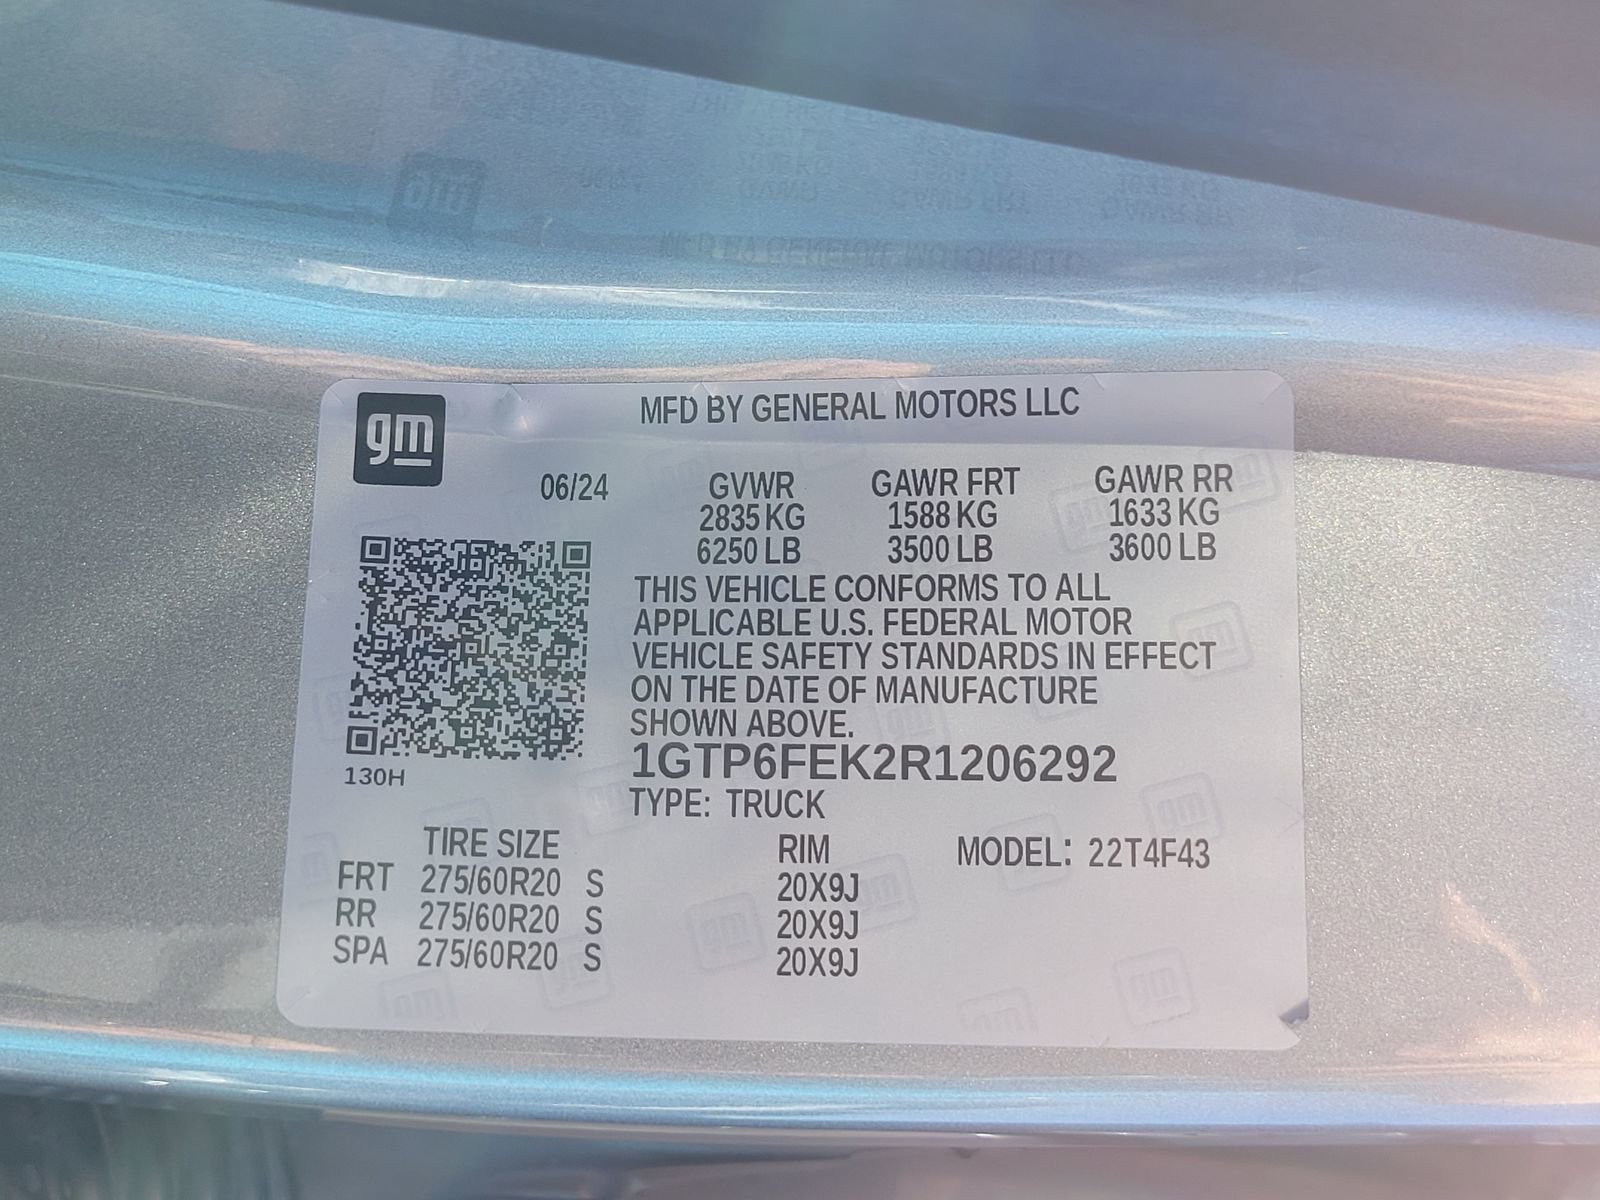 gm
MFD BY GENERAL MOTORS LLC
06/24 GVWR GAWR FRT GAWR RR
2835 KG 1588 KG 1633 KG
6250 LB 3500 LB 3600 LB
THIS VEHICLE CONFORMS TO ALL
APPLICABLE U.S. FEDERAL MOTOR
VEHICLE SAFETY STANDARDS IN EFFECT
ON THE DATE OF MANUFACTURE
SHOWN ABOVE.
130H
1GTP6FEK2R1206292
TYPE: TRUCK
TIRE SIZE RIM MODEL: 22T4F43
FRT 275/60R20 S 20X9J
RR 275/60R20 S 20X9J
SPA 275/60R20 S 20X9J